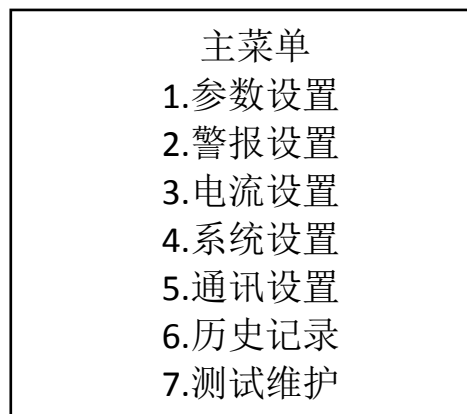 主菜单
1.参数设置
2.警报设置
3.电流设置
4.系统设置
5.通讯设置
6.历史记录
7.测试维护